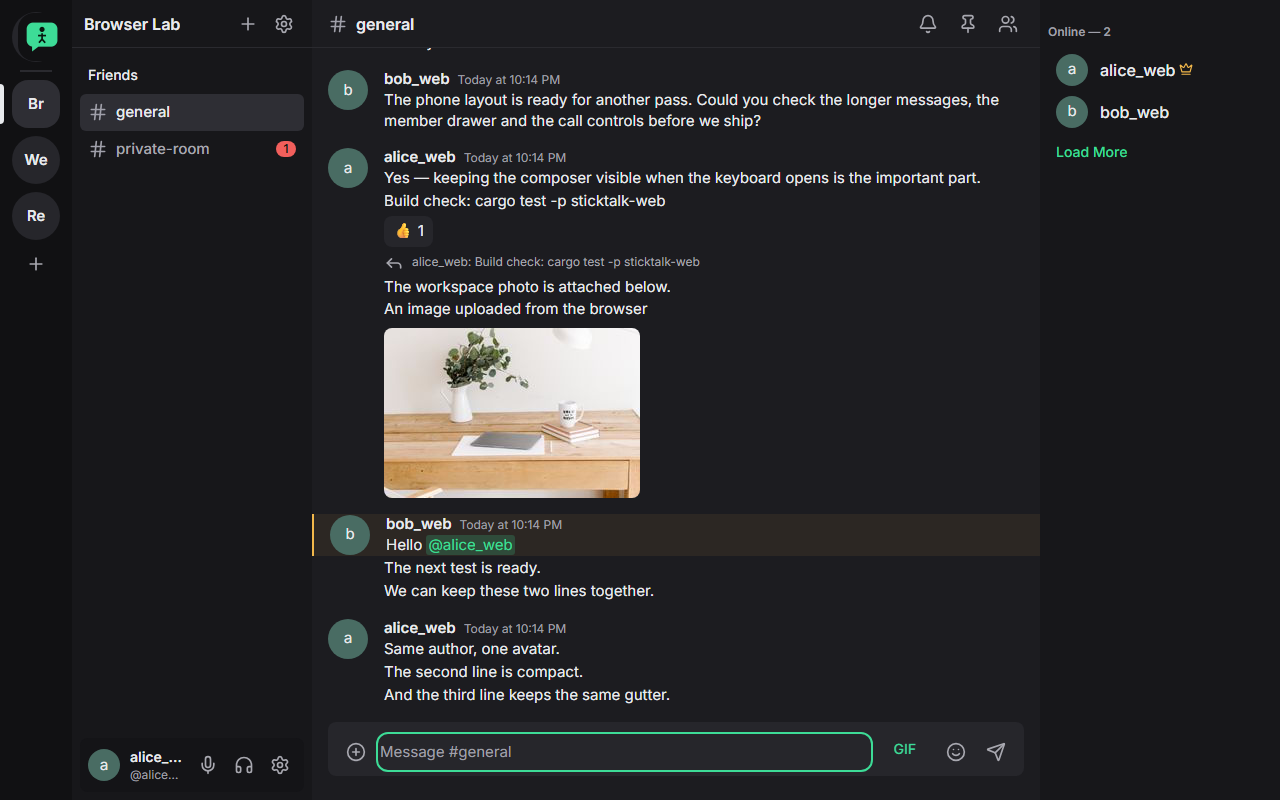 Browser Lab
Br
We
Re
Friends
general
private-room
1
alice_...
@alice...
general
bob_web Today at 10:14 PM
The phone layout is ready for another pass. Could you check the longer messages, the
member drawer and the call controls before we ship?
alice_web Today at 10:14 PM
Yes — keeping the composer visible when the keyboard opens is the important part.
Build check: cargo test -p sticktalk-web
👍 1
alice_web: Build check: cargo test -p sticktalk-web
The workspace photo is attached below.
An image uploaded from the browser
bob_web Today at 10:14 PM
Hello @alice_web
The next test is ready.
We can keep these two lines together.
alice_web Today at 10:14 PM
Same author, one avatar.
The second line is compact.
And the third line keeps the same gutter.
Message #general
GIF
Online — 2
a alice_web
b bob_web
Load More